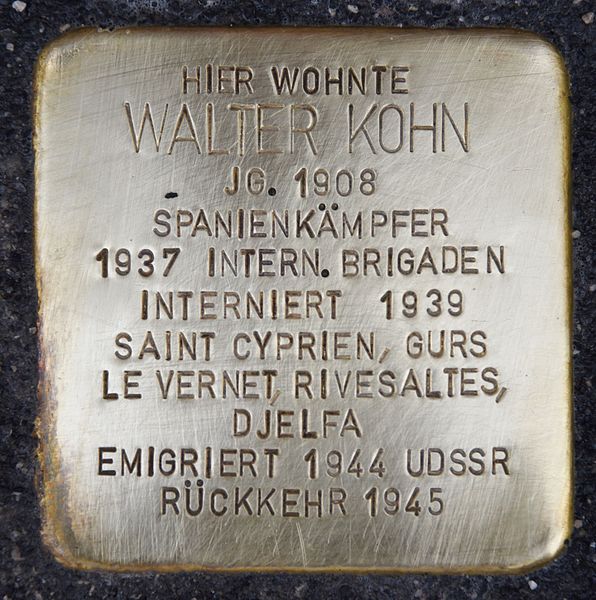 HIER WOHNTE
WALTER KOHN
JG. 1908
SPANIENKÄMPFER
1937 INTERN. BRIGADEN
INTERNIERT 1939
SAINT CYPRIEN, GURS
LE VERNET, RIVESALTES,
DJELFA
EMIGRIERT 1944 UDSSR
RÜCKKEHR 1945